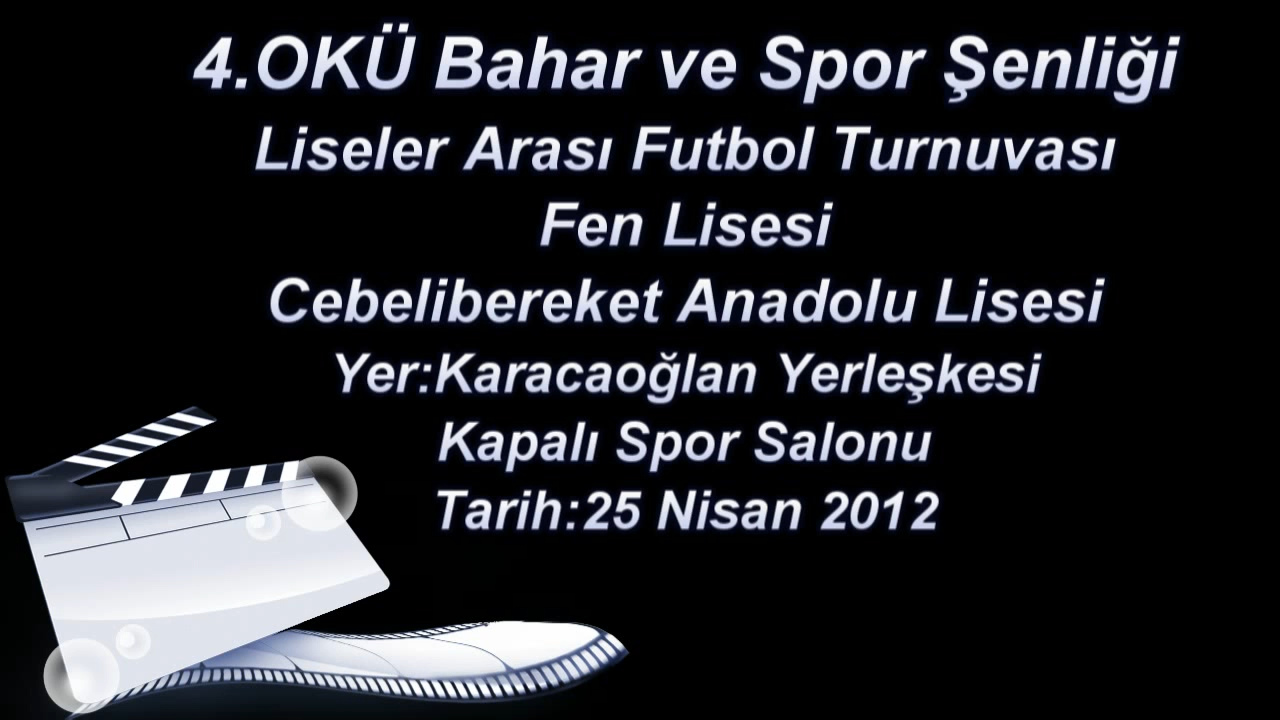 4.OKÜ Bahar ve Spor Şenliği
Liseler Arası Futbol Turnuvası
Fen Lisesi
Cebelibereket Anadolu Lisesi
Yer:Karacaoğlan Yerleşkesi
Kapalı Spor Salonu
Tarih:25 Nisan 2012